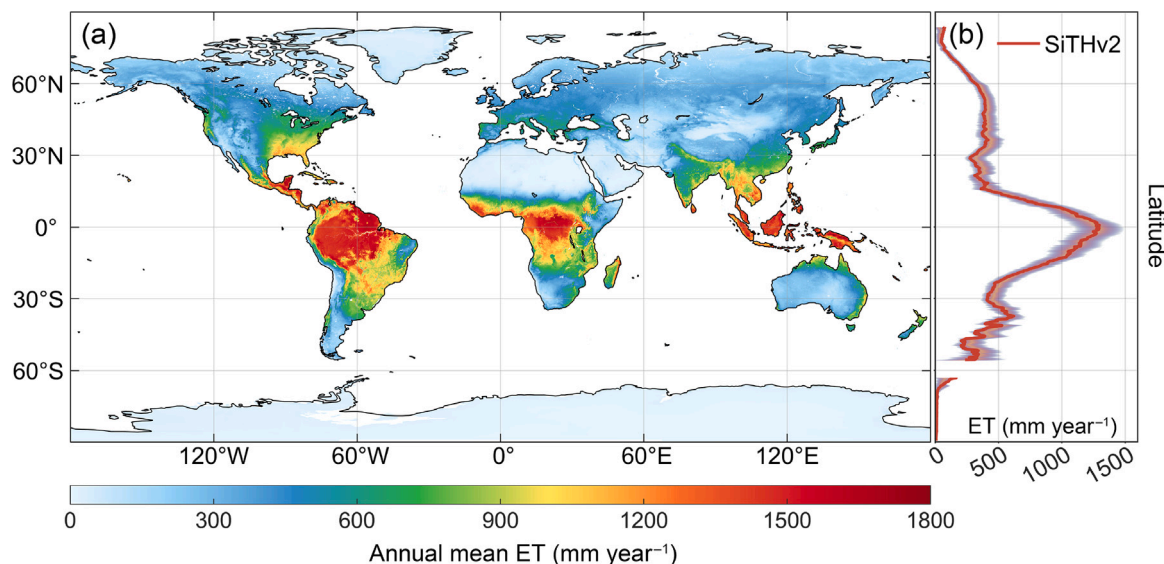 (a)
(b)
SiTHv2
60°N
30°N
0°
30°S
60°S
Latitude
ET (mm year⁻¹)
120°W
60°W
0°
60°E
120°E
0
500
1000
1500
0
300
600
900
1200
1500
1800
Annual mean ET (mm year⁻¹)